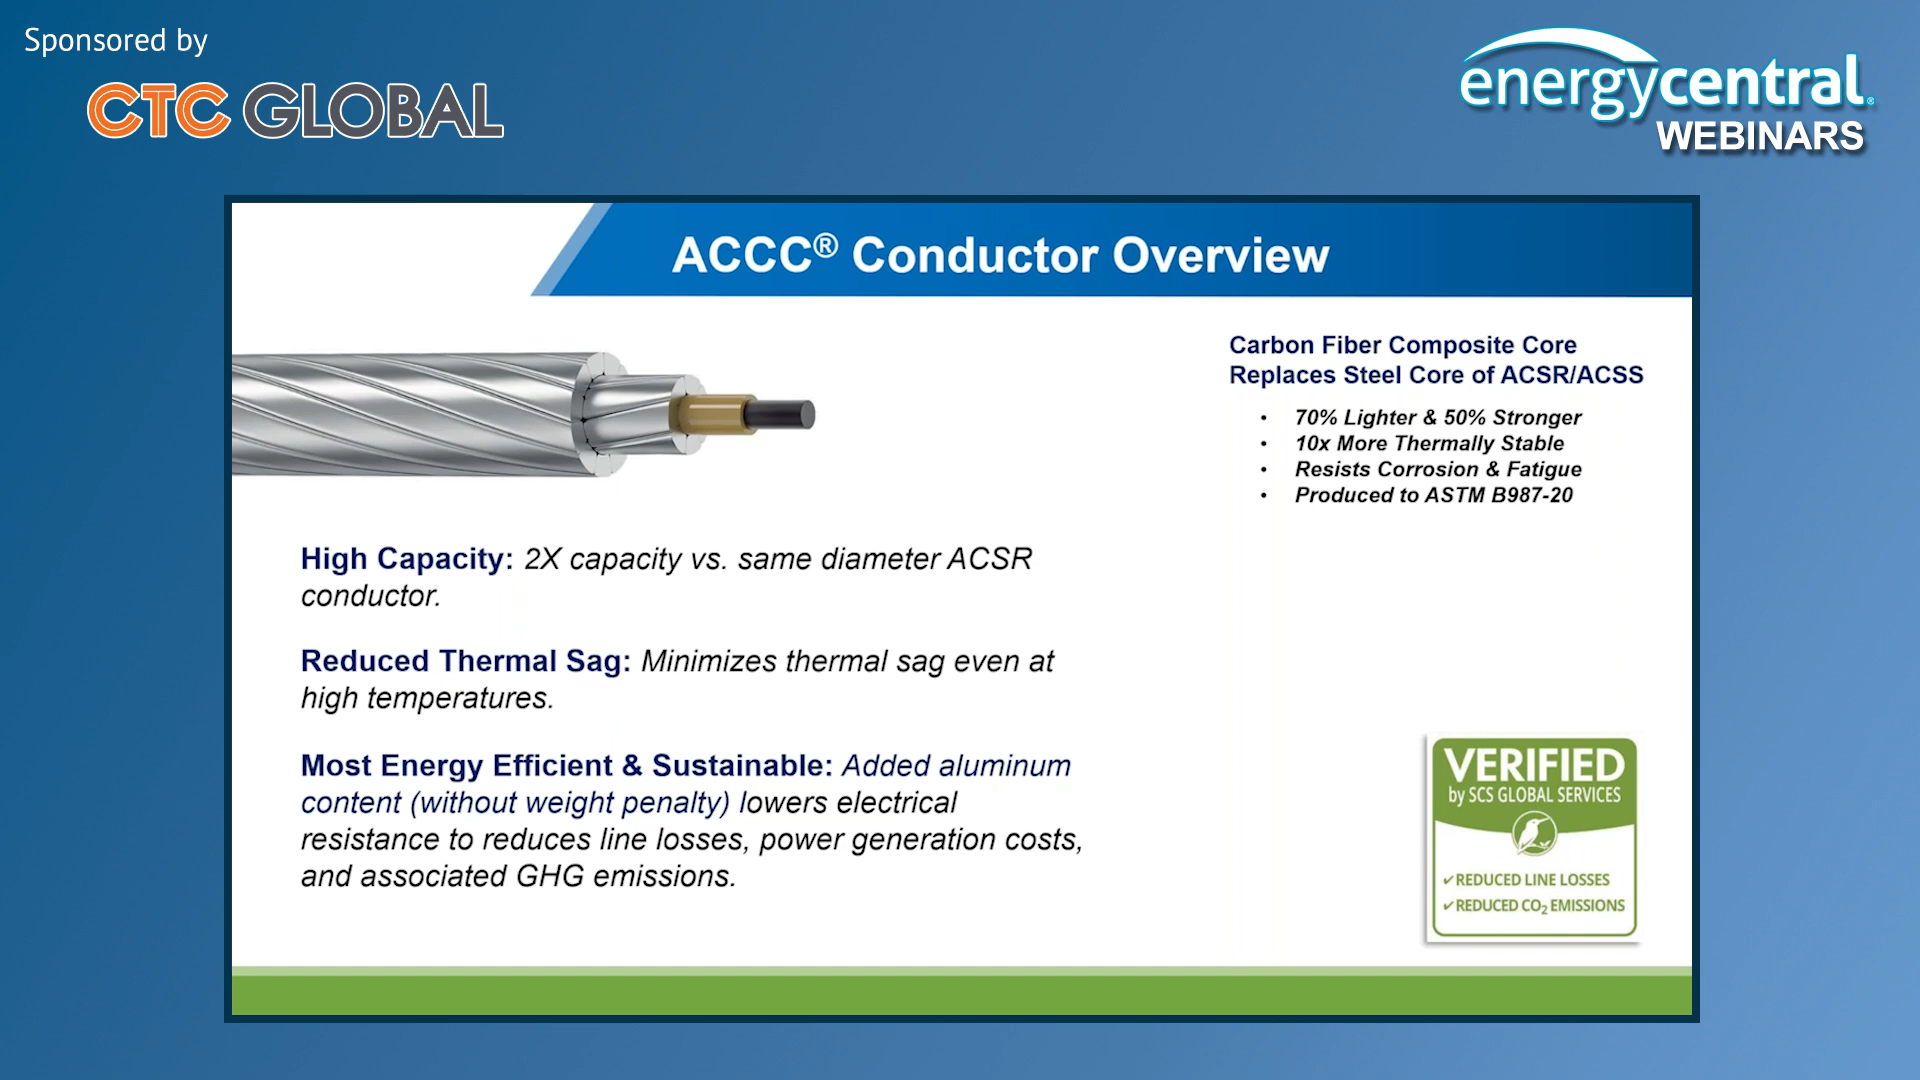 Sponsored by
CTC GLOBAL
energycentral®
WEBINARS
ACCC® Conductor Overview
Carbon Fiber Composite Core
Replaces Steel Core of ACSR/ACSS
• 70% Lighter & 50% Stronger
• 10x More Thermally Stable
• Resists Corrosion & Fatigue
• Produced to ASTM B987-20
High Capacity: 2X capacity vs. same diameter ACSR
conductor.
Reduced Thermal Sag: Minimizes thermal sag even at
high temperatures.
Most Energy Efficient & Sustainable: Added aluminum
content (without weight penalty) lowers electrical
resistance to reduces line losses, power generation costs,
and associated GHG emissions.
VERIFIED
by SCS GLOBAL SERVICES
✓REDUCED LINE LOSSES
✓REDUCED CO₂ EMISSIONS